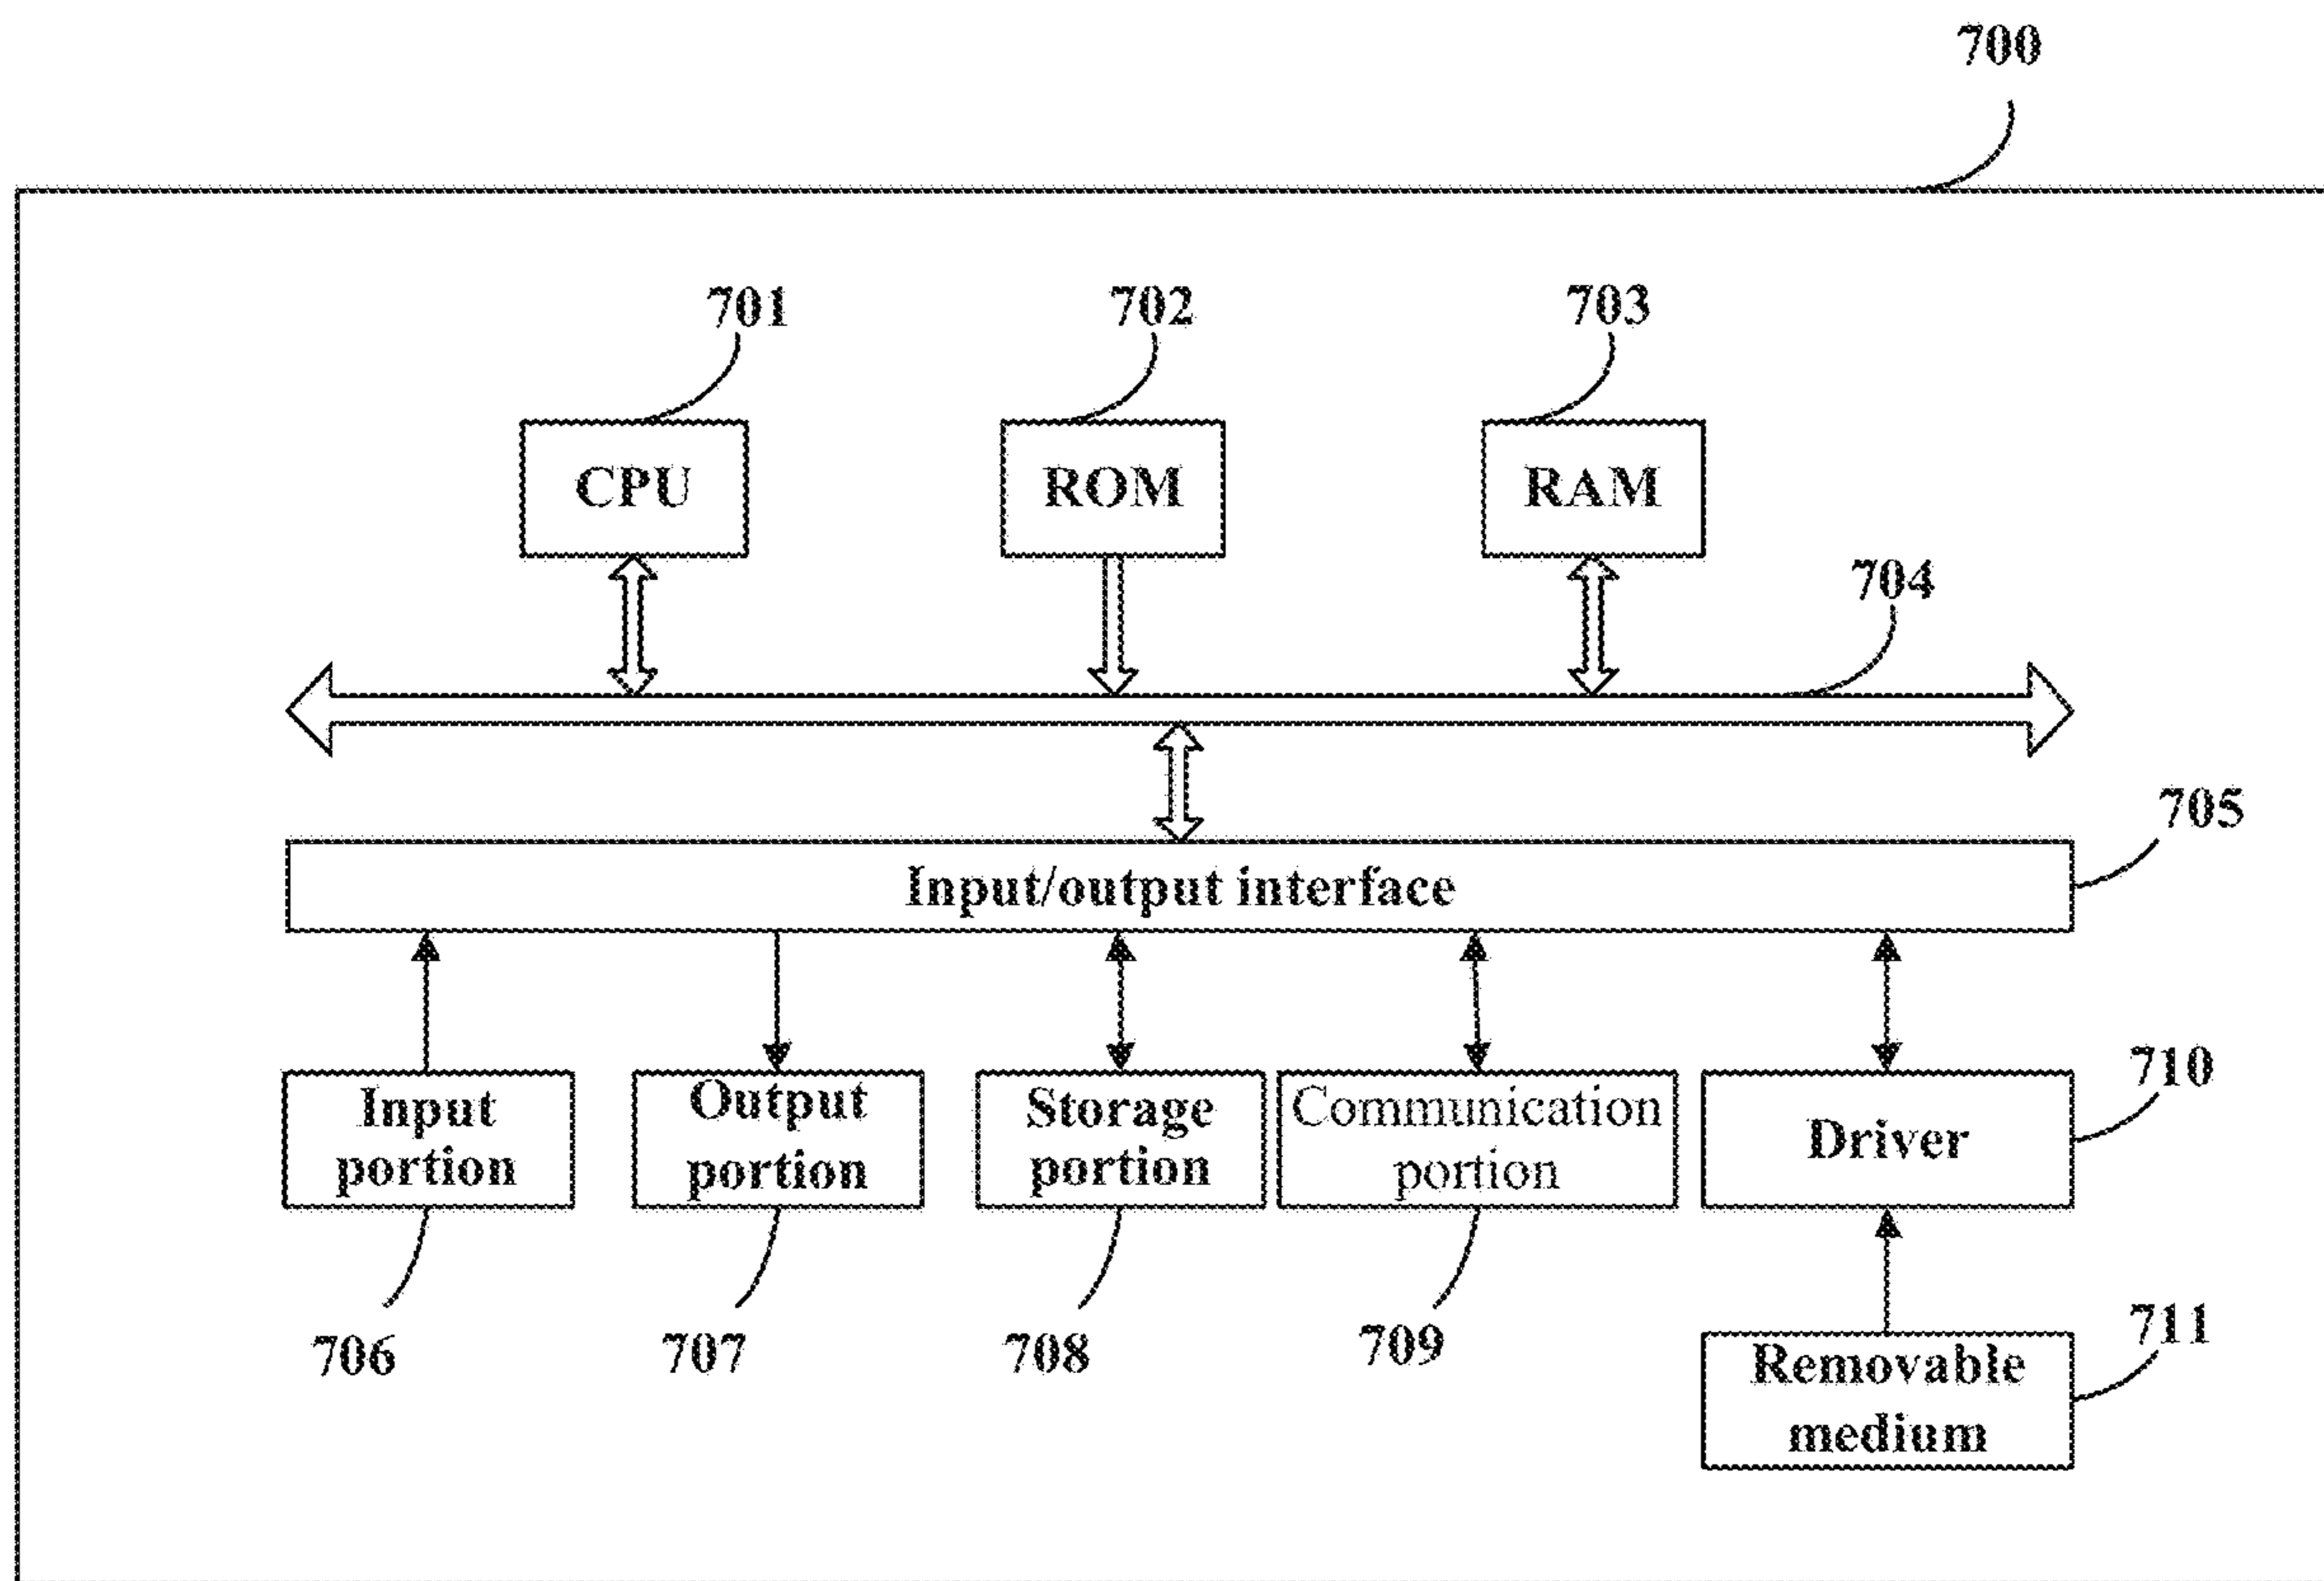 700
701
702
703
CPU
ROM
RAM
704
705
Input/output interface
710
Input
portion
Output
portion
Storage
portion
Communication
portion
Driver
706
707
708
709
711
Removable
medium